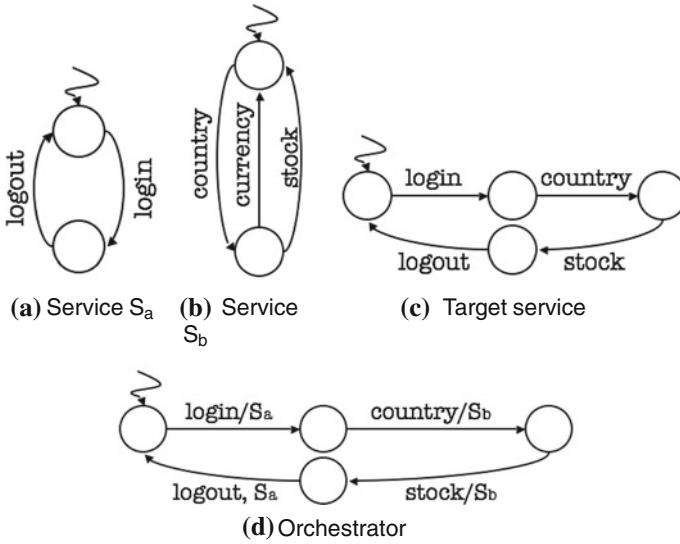 logout
login
country
currency
stock
login
country
logout
stock
(a) Service Sa
(b) Service
Sb
(c) Target service
login/Sa
country/Sb
logout, Sa
stock/Sb
(d) Orchestrator